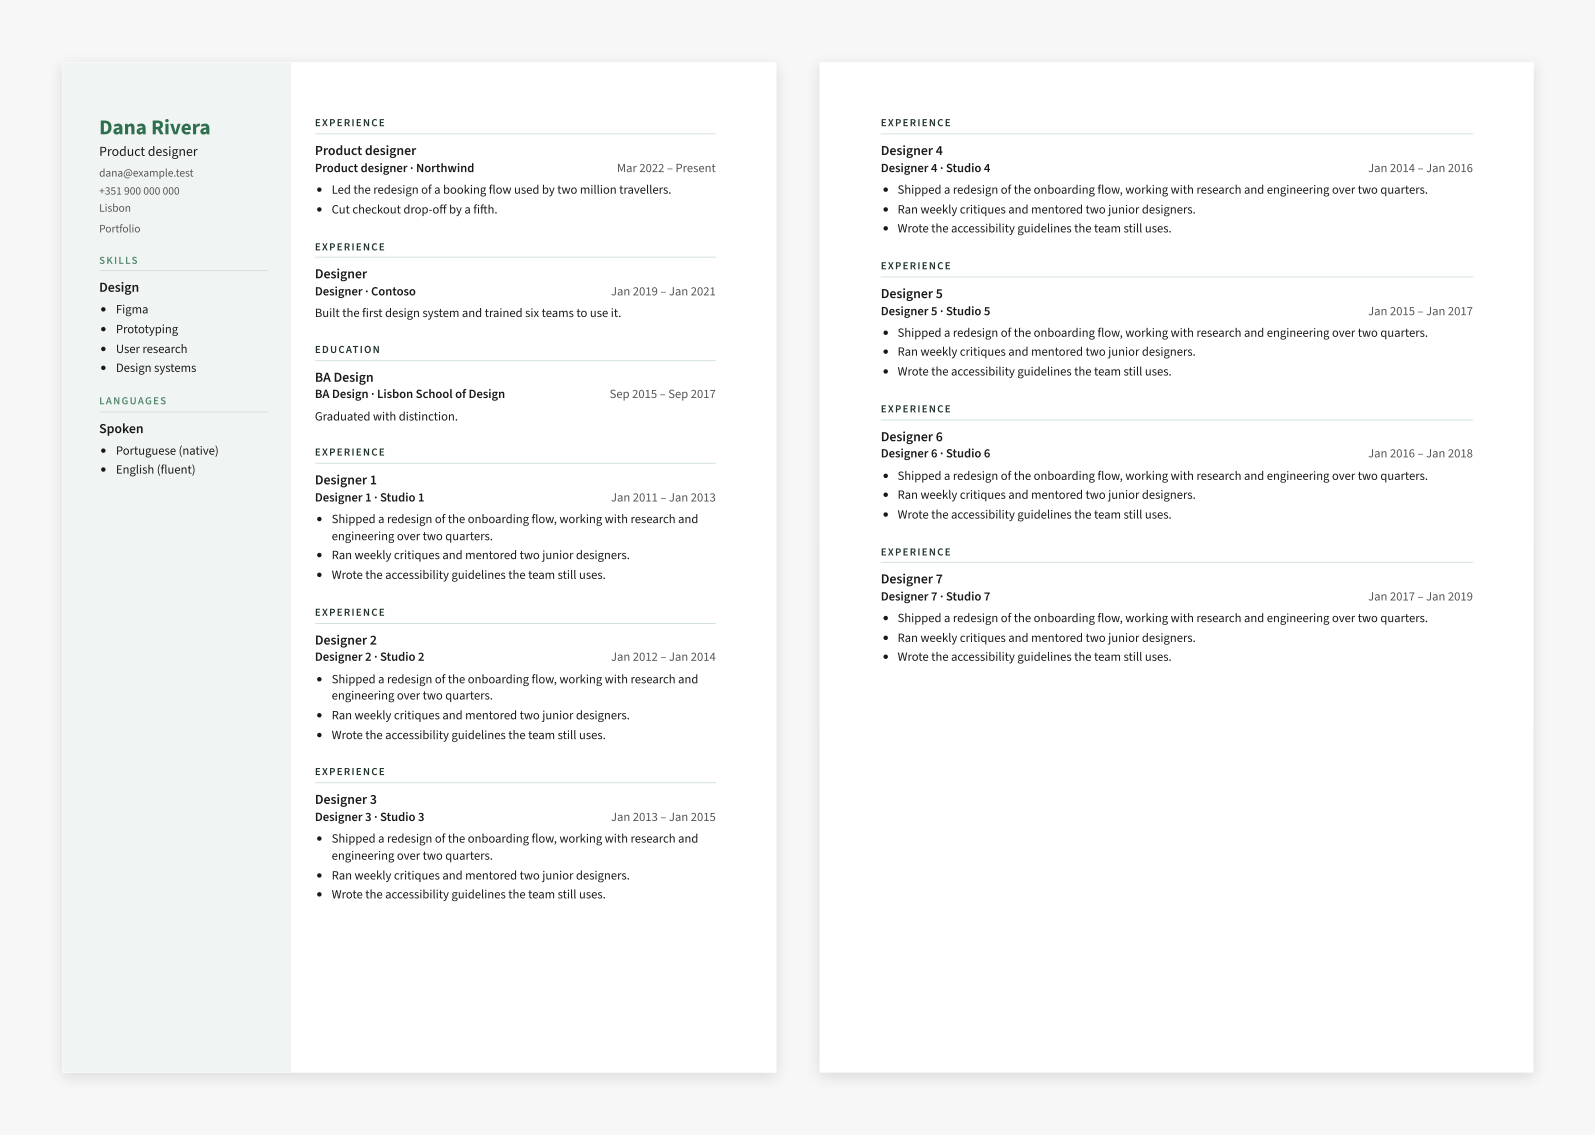 Dana Rivera
Product designer
dana@example.test
+351 900 000 000
Lisbon
Portfolio
SKILLS
Design
• Figma
• Prototyping
• User research
• Design systems
LANGUAGES
Spoken
• Portuguese (native)
• English (fluent)
EXPERIENCE
Product designer
Product designer · Northwind Mar 2022 – Present
• Led the redesign of a booking flow used by two million travellers.
• Cut checkout drop-off by a fifth.
EXPERIENCE
Designer
Designer · Contoso Jan 2019 – Jan 2021
Built the first design system and trained six teams to use it.
EDUCATION
BA Design
BA Design · Lisbon School of Design Sep 2015 – Sep 2017
Graduated with distinction.
EXPERIENCE
Designer 1
Designer 1 · Studio 1 Jan 2011 – Jan 2013
• Shipped a redesign of the onboarding flow, working with research and
engineering over two quarters.
• Ran weekly critiques and mentored two junior designers.
• Wrote the accessibility guidelines the team still uses.
EXPERIENCE
Designer 2
Designer 2 · Studio 2 Jan 2012 – Jan 2014
• Shipped a redesign of the onboarding flow, working with research and
engineering over two quarters.
• Ran weekly critiques and mentored two junior designers.
• Wrote the accessibility guidelines the team still uses.
EXPERIENCE
Designer 3
Designer 3 · Studio 3 Jan 2013 – Jan 2015
• Shipped a redesign of the onboarding flow, working with research and
engineering over two quarters.
• Ran weekly critiques and mentored two junior designers.
• Wrote the accessibility guidelines the team still uses.
EXPERIENCE
Designer 4
Designer 4 · Studio 4 Jan 2014 – Jan 2016
• Shipped a redesign of the onboarding flow, working with research and engineering over two quarters.
• Ran weekly critiques and mentored two junior designers.
• Wrote the accessibility guidelines the team still uses.
EXPERIENCE
Designer 5
Designer 5 · Studio 5 Jan 2015 – Jan 2017
• Shipped a redesign of the onboarding flow, working with research and engineering over two quarters.
• Ran weekly critiques and mentored two junior designers.
• Wrote the accessibility guidelines the team still uses.
EXPERIENCE
Designer 6
Designer 6 · Studio 6 Jan 2016 – Jan 2018
• Shipped a redesign of the onboarding flow, working with research and engineering over two quarters.
• Ran weekly critiques and mentored two junior designers.
• Wrote the accessibility guidelines the team still uses.
EXPERIENCE
Designer 7
Designer 7 · Studio 7 Jan 2017 – Jan 2019
• Shipped a redesign of the onboarding flow, working with research and engineering over two quarters.
• Ran weekly critiques and mentored two junior designers.
• Wrote the accessibility guidelines the team still uses.